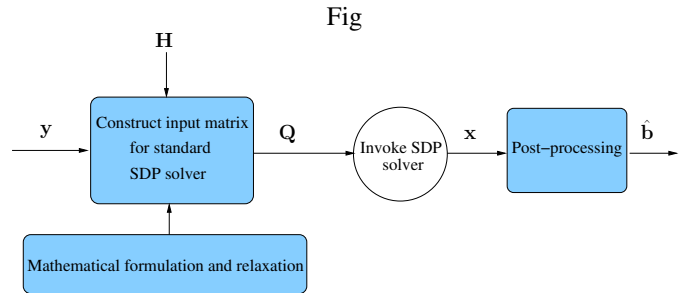 Fig
H
y
Construct input matrix
for standard
SDP solver
Q
Invoke SDP
solver
x
Post−processing
b̂
Mathematical formulation and relaxation